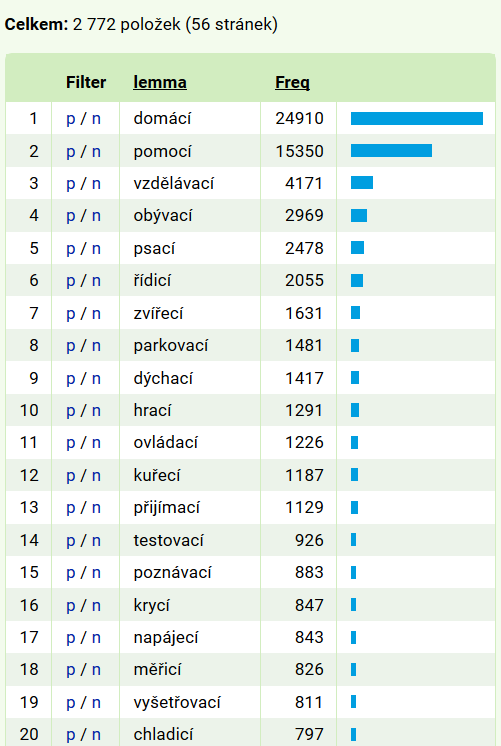 Celkem: 2 772 položek (56 stránek)
Filter lemma Freq
1 p / n domácí 24910
2 p / n pomocí 15350
3 p / n vzdělávací 4171
4 p / n obývací 2969
5 p / n psací 2478
6 p / n řídicí 2055
7 p / n zvířecí 1631
8 p / n parkovací 1481
9 p / n dýchací 1417
10 p / n hrací 1291
11 p / n ovládací 1226
12 p / n kuřecí 1187
13 p / n přijímací 1129
14 p / n testovací 926
15 p / n poznávací 883
16 p / n krycí 847
17 p / n napájecí 843
18 p / n měřicí 826
19 p / n vyšetřovací 811
20 p / n chladicí 797